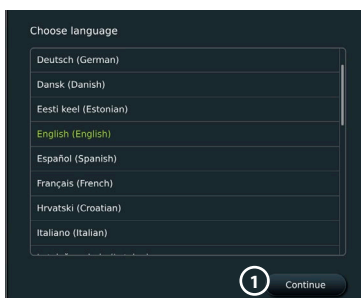 Choose language
Deutsch (German)
Dansk (Danish)
Eesti keel (Estonian)
English (English)
Español (Spanish)
Français (French)
Hrvatski (Croatian)
Italiano (Italian)
1 Continue